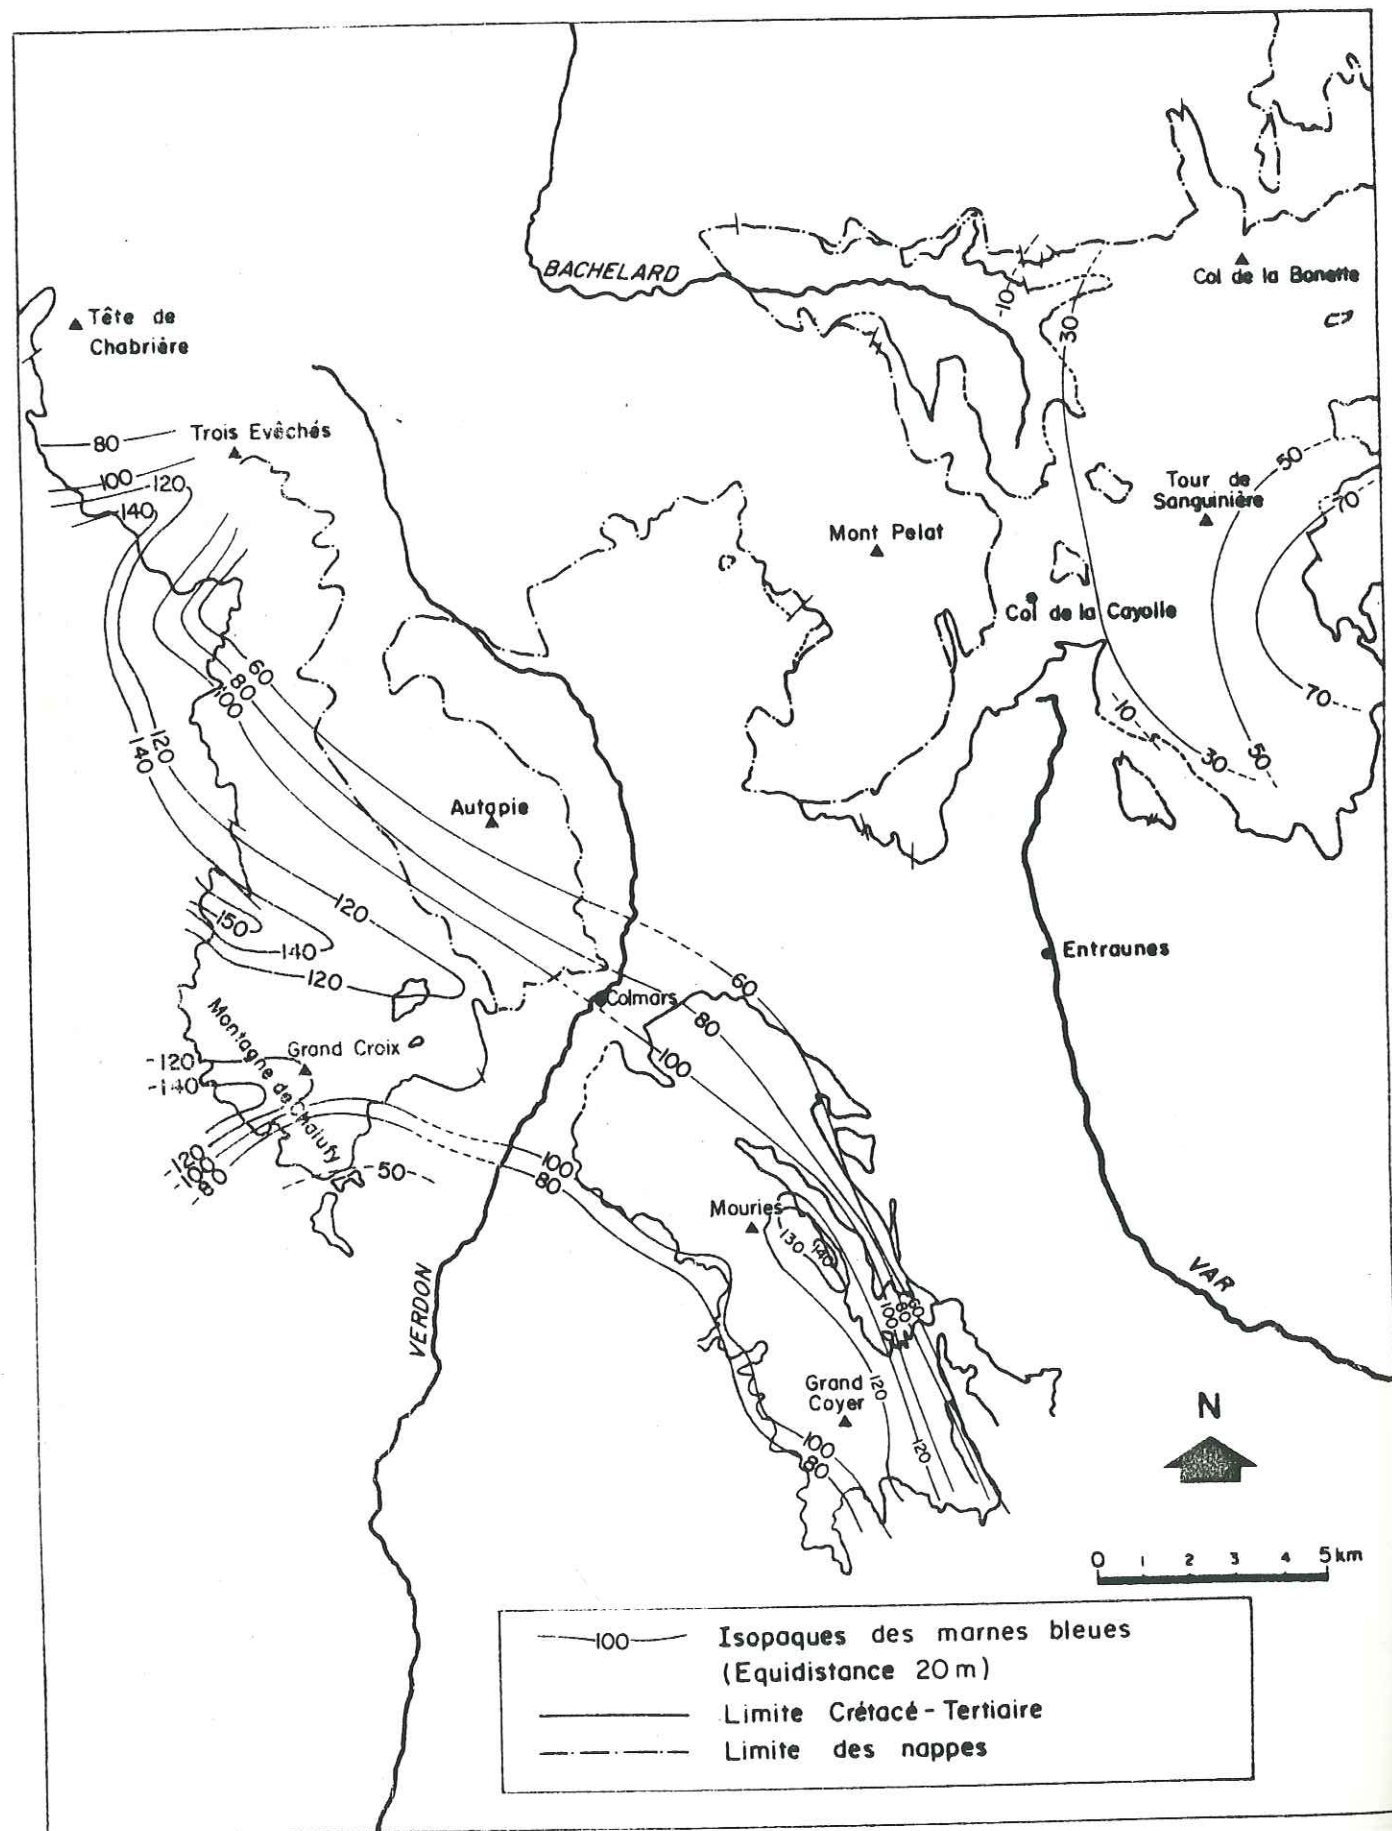 BACHELARD
Col de la Bonette
-10
30
Tête de
Chabrière
Trois Evêchés
80
100
120
140
50
Tour de
Sanguinière
70
Mont Pelat
Col de la Cayolle
60
80
100
120
140
70
-10
30
50
Autapie
120
150
140
120
Entraunes
60
Colmars
80
100
Montagne de Chalufy
Grand Croix
-120
-140
-120
100
80
50
100
80
Mouries
130
140
VAR
VERDON
100
80
60
Grand
Coyer
120
120
100
80
N
0 1 2 3 4 5 km
100 Isopaques des marnes bleues
(Equidistance 20 m)
Limite Crétacé - Tertiaire
Limite des nappes